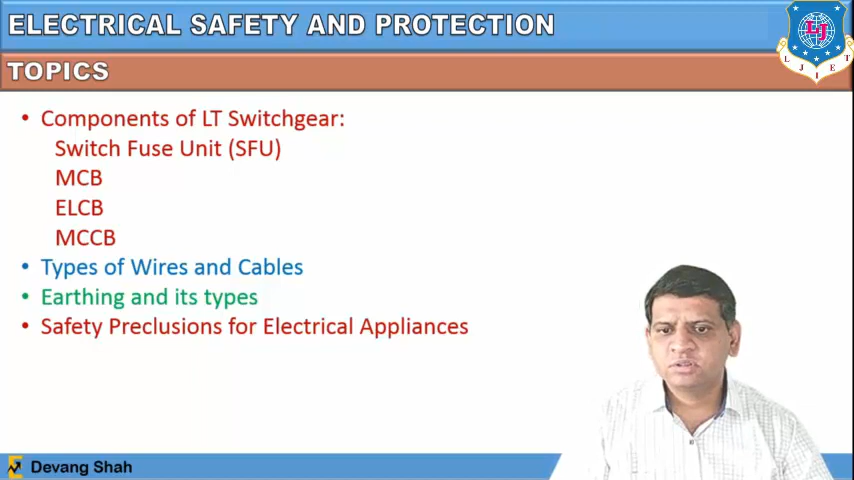 ELECTRICAL SAFETY AND PROTECTION
TOPICS
LJ
L J I E T
• Components of LT Switchgear:
Switch Fuse Unit (SFU)
MCB
ELCB
MCCB
• Types of Wires and Cables
• Earthing and its types
• Safety Preclusions for Electrical Appliances
Devang Shah